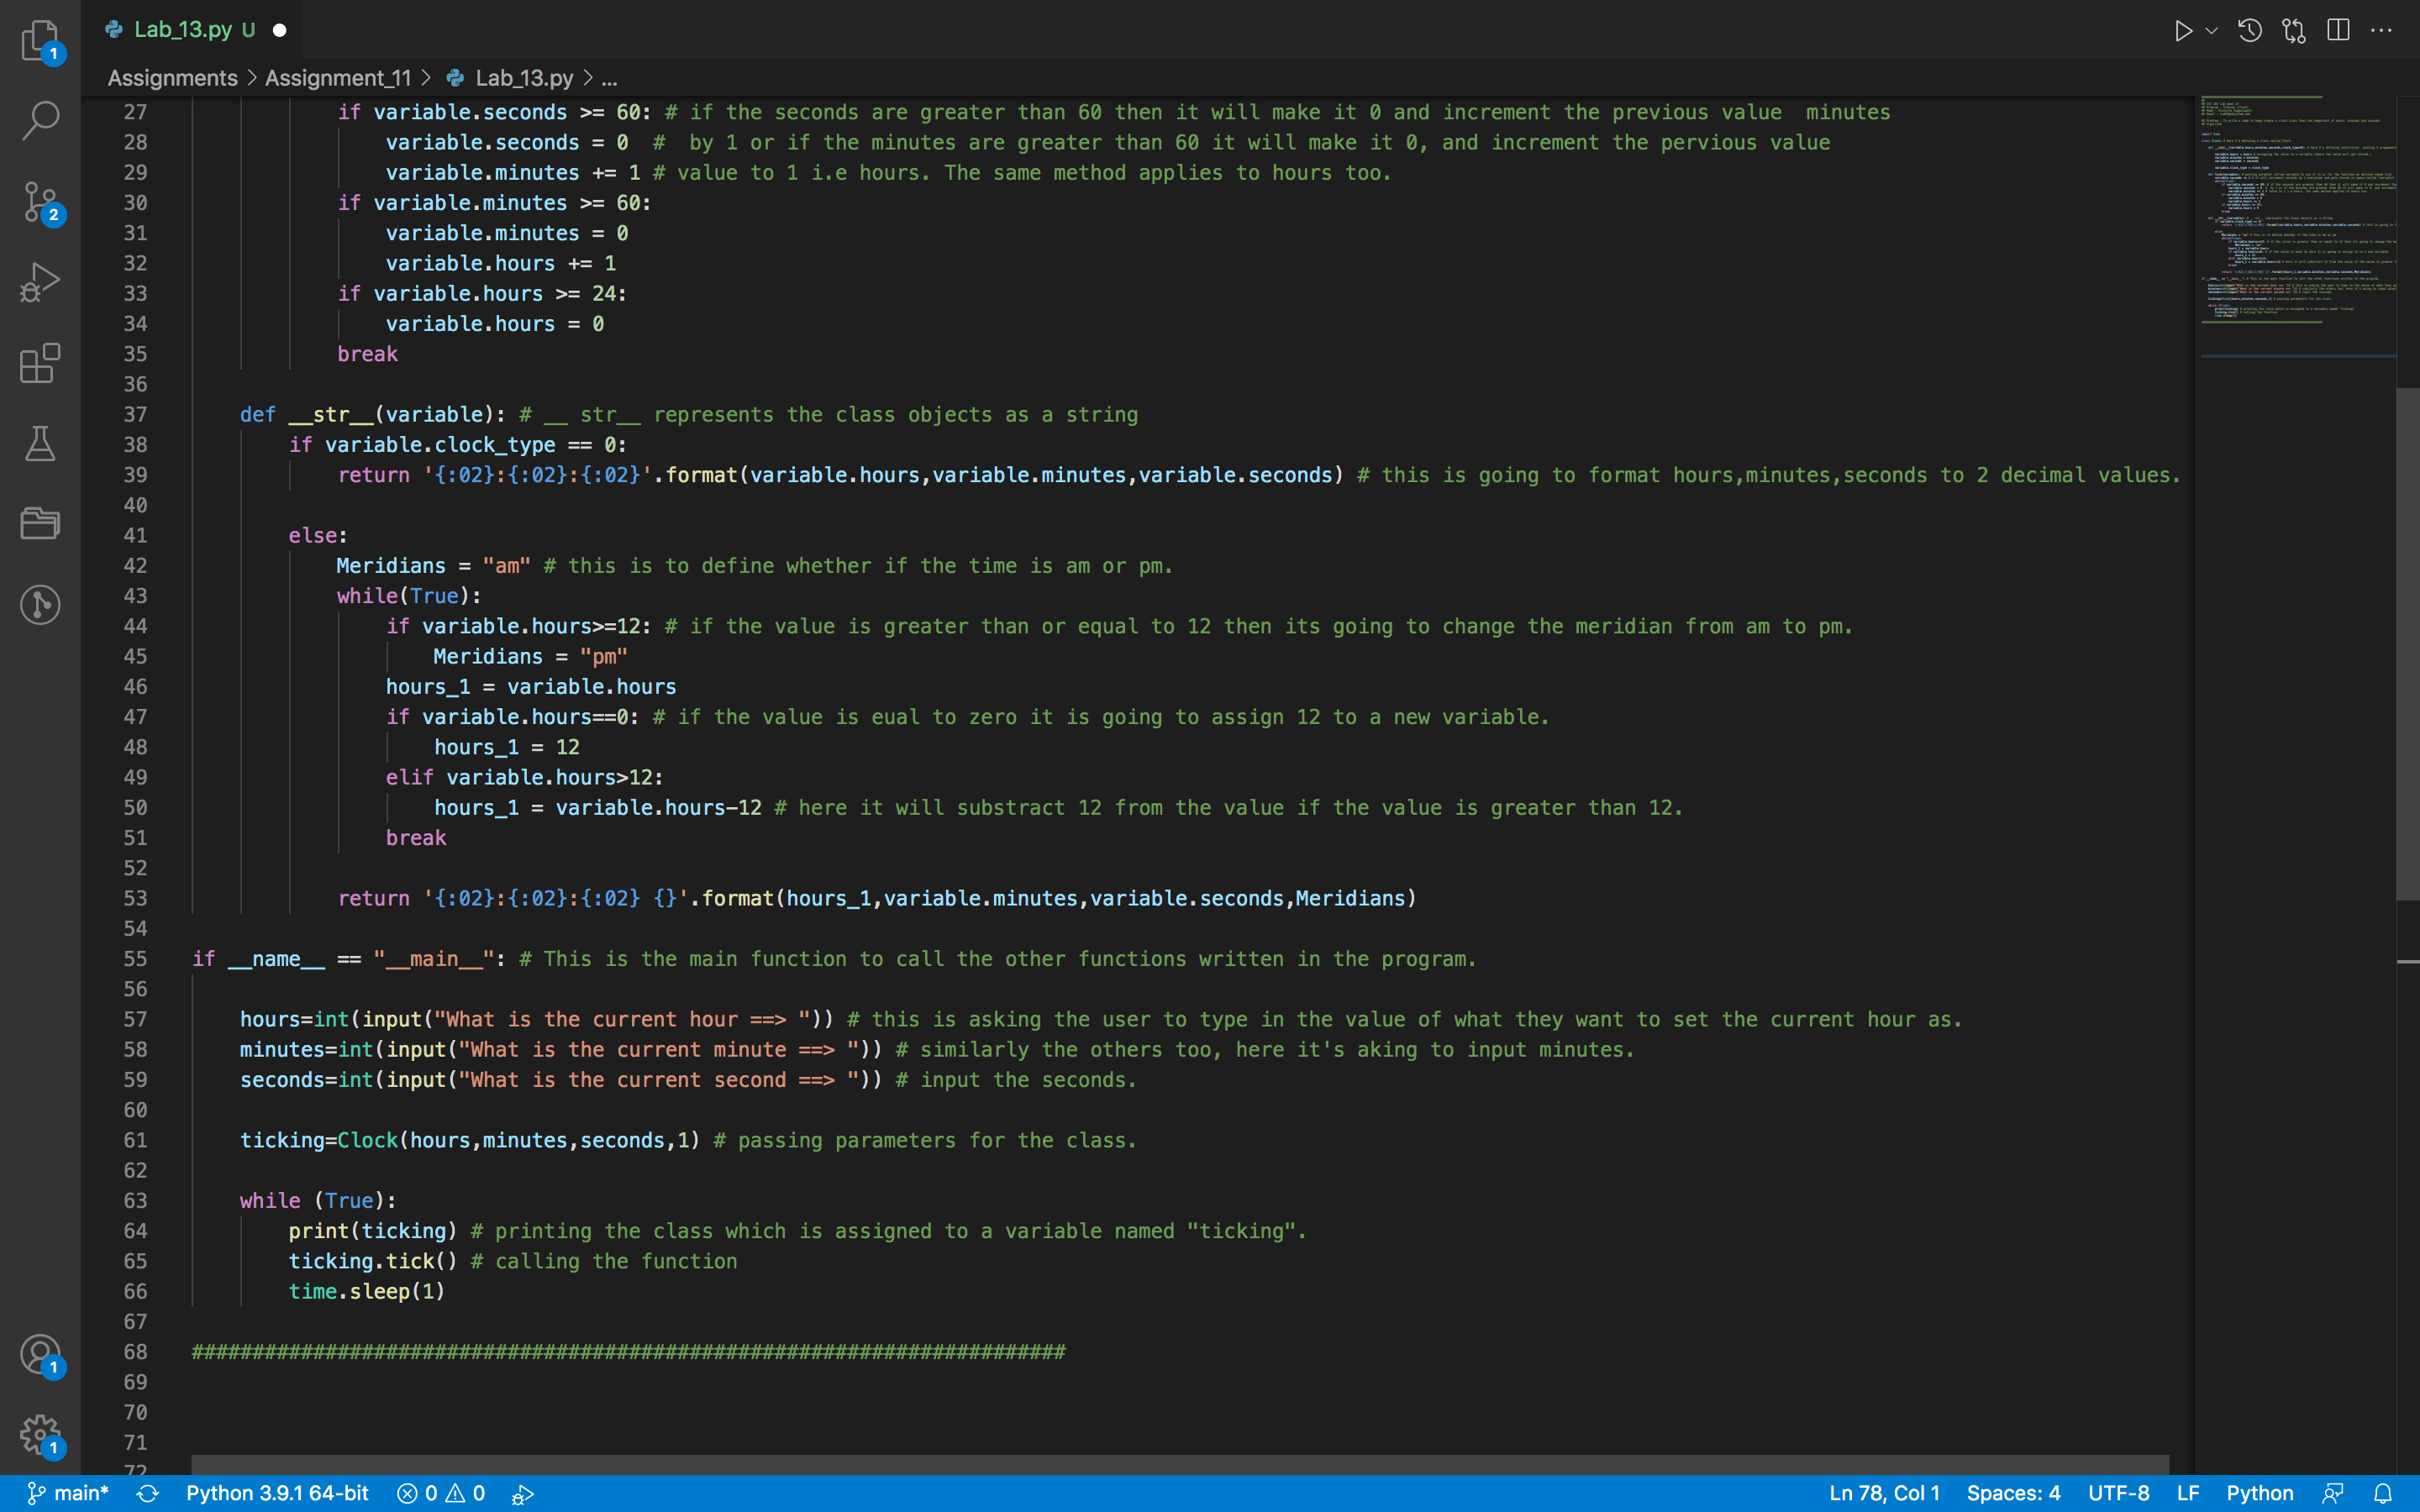 Lab_13.py U
Assignments > Assignment_11 > Lab_13.py > ...
27 if variable.seconds >= 60: # if the seconds are greater than 60 then it will make it 0 and increment the previous value  minutes
28 variable.seconds = 0  #  by 1 or if the minutes are greater than 60 it will make it 0, and increment the pervious value
29 variable.minutes += 1 # value to 1 i.e hours. The same method applies to hours too.
30 if variable.minutes >= 60:
31 variable.minutes = 0
32 variable.hours += 1
33 if variable.hours >= 24:
34 variable.hours = 0
35 break
36
37 def __str__(variable): # __ str__ represents the class objects as a string
38 if variable.clock_type == 0:
39 return '{:02}:{:02}:{:02}'.format(variable.hours,variable.minutes,variable.seconds) # this is going to format hours,minutes,seconds to 2 decimal values.
40
41 else:
42 Meridians = "am" # this is to define whether if the time is am or pm.
43 while(True):
44 if variable.hours>=12: # if the value is greater than or equal to 12 then its going to change the meridian from am to pm.
45 Meridians = "pm"
46 hours_1 = variable.hours
47 if variable.hours==0: # if the value is eual to zero it is going to assign 12 to a new variable.
48 hours_1 = 12
49 elif variable.hours>12:
50 hours_1 = variable.hours-12 # here it will substract 12 from the value if the value is greater than 12.
51 break
52
53 return '{:02}:{:02}:{:02} {}'.format(hours_1,variable.minutes,variable.seconds,Meridians)
54
55 if __name__ == "__main__": # This is the main function to call the other functions written in the program.
56
57 hours=int(input("What is the current hour ==> ")) # this is asking the user to type in the value of what they want to set the current hour as.
58 minutes=int(input("What is the current minute ==> ")) # similarly the others too, here it's aking to input minutes.
59 seconds=int(input("What is the current second ==> ")) # input the seconds.
60
61 ticking=Clock(hours,minutes,seconds,1) # passing parameters for the class.
62
63 while (True):
64 print(ticking) # printing the class which is assigned to a variable named "ticking".
65 ticking.tick() # calling the function
66 time.sleep(1)
67
68 ########################################################################
69
70
71
72
1
2
1
1
main* Python 3.9.1 64-bit 0 0 Ln 78, Col 1 Spaces: 4 UTF-8 LF Python